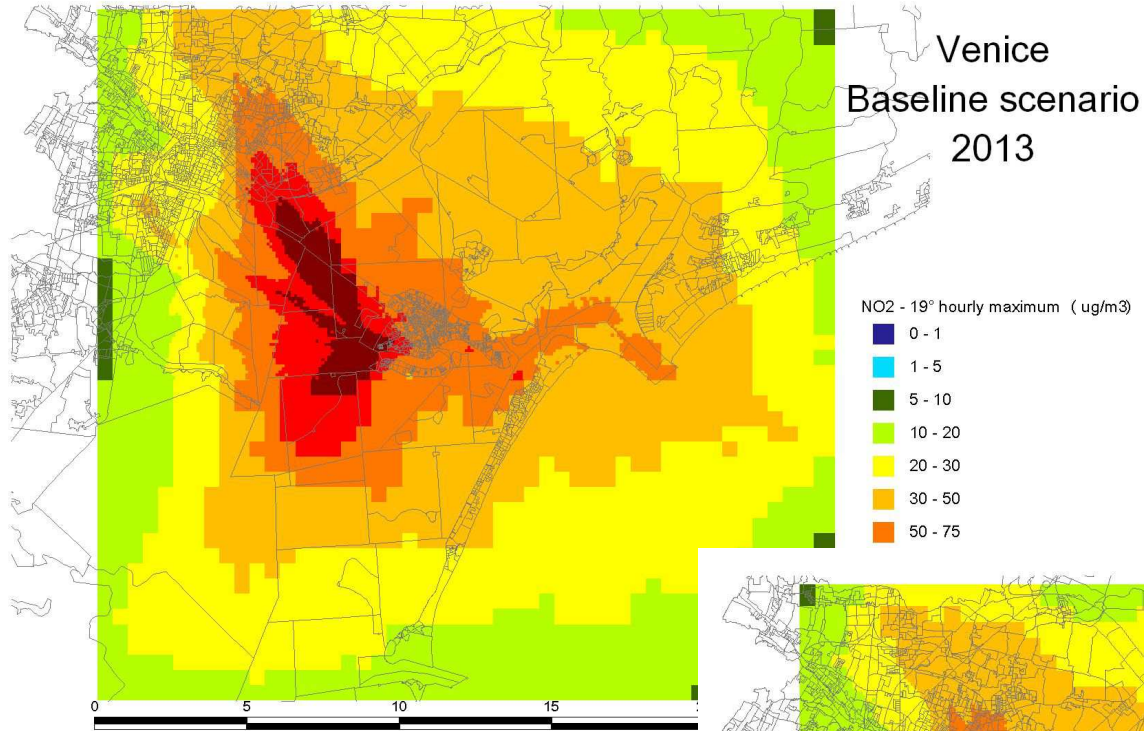 Venice
Baseline scenario
2013
NO2 - 19° hourly maximum ( ug/m3)
0 - 1
1 - 5
5 - 10
10 - 20
20 - 30
30 - 50
50 - 75
0 5 10 15